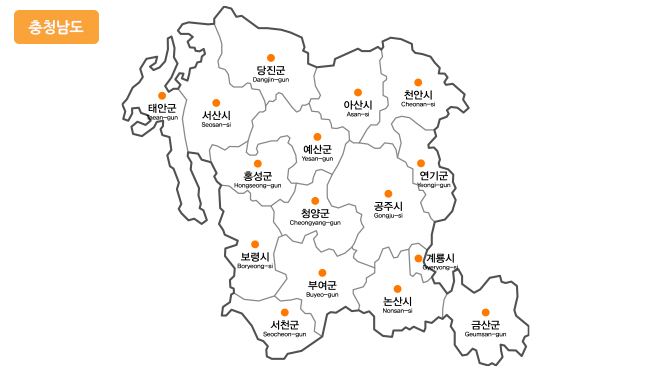 충청남도
당진군
Dangjin-gun
천안시
Cheonan-si
아산시
Asan-si
태안군
Taean-gun
서산시
Seosan-si
예산군
Yesan-gun
홍성군
Hongseong-gun
연기군
Yeongi-gun
공주시
Gongju-si
청양군
Cheongyang-gun
보령시
Boryeong-si
계룡시
Gyeryong-si
부여군
Buyeo-gun
논산시
Nonsan-si
서천군
Seocheon-gun
금산군
Geumsan-gun